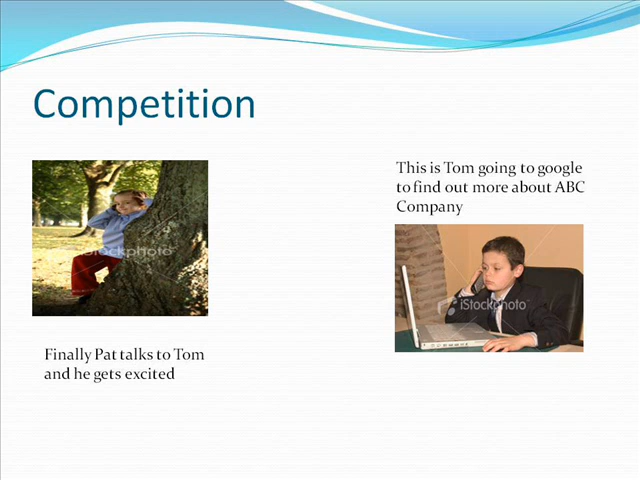 Competition
This is Tom going to google
to find out more about ABC
Company
iStockphoto
Finally Pat talks to Tom
and he gets excited